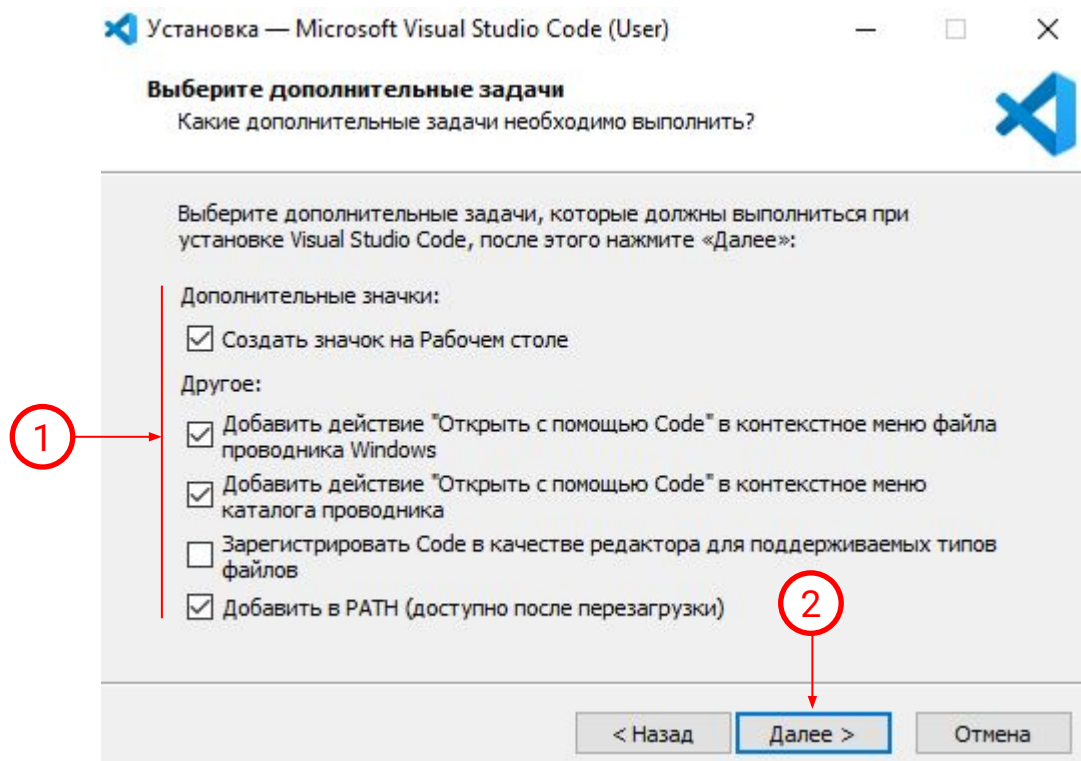 Установка — Microsoft Visual Studio Code (User)
Выберите дополнительные задачи
Какие дополнительные задачи необходимо выполнить?
Выберите дополнительные задачи, которые должны выполниться при
установке Visual Studio Code, после этого нажмите «Далее»:
Дополнительные значки:
Создать значок на Рабочем столе
Другое:
1
Добавить действие "Открыть с помощью Code" в контекстное меню файла
проводника Windows
Добавить действие "Открыть с помощью Code" в контекстное меню
каталога проводника
Зарегистрировать Code в качестве редактора для поддерживаемых типов
файлов
Добавить в PATH (доступно после перезагрузки)
2
< Назад
Далее >
Отмена